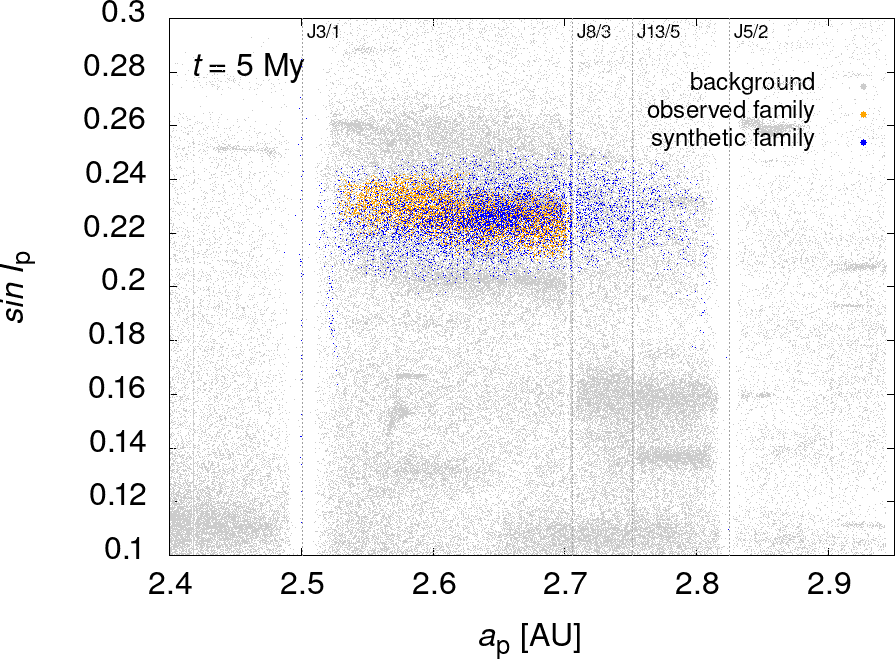 J3/1 J8/3 J13/5 J5/2
t = 5 My
background
observed family
synthetic family
0.3
0.28
0.26
0.24
0.22
0.2
0.18
0.16
0.14
0.12
0.1
sin Ip
2.4 2.5 2.6 2.7 2.8 2.9
ap [AU]